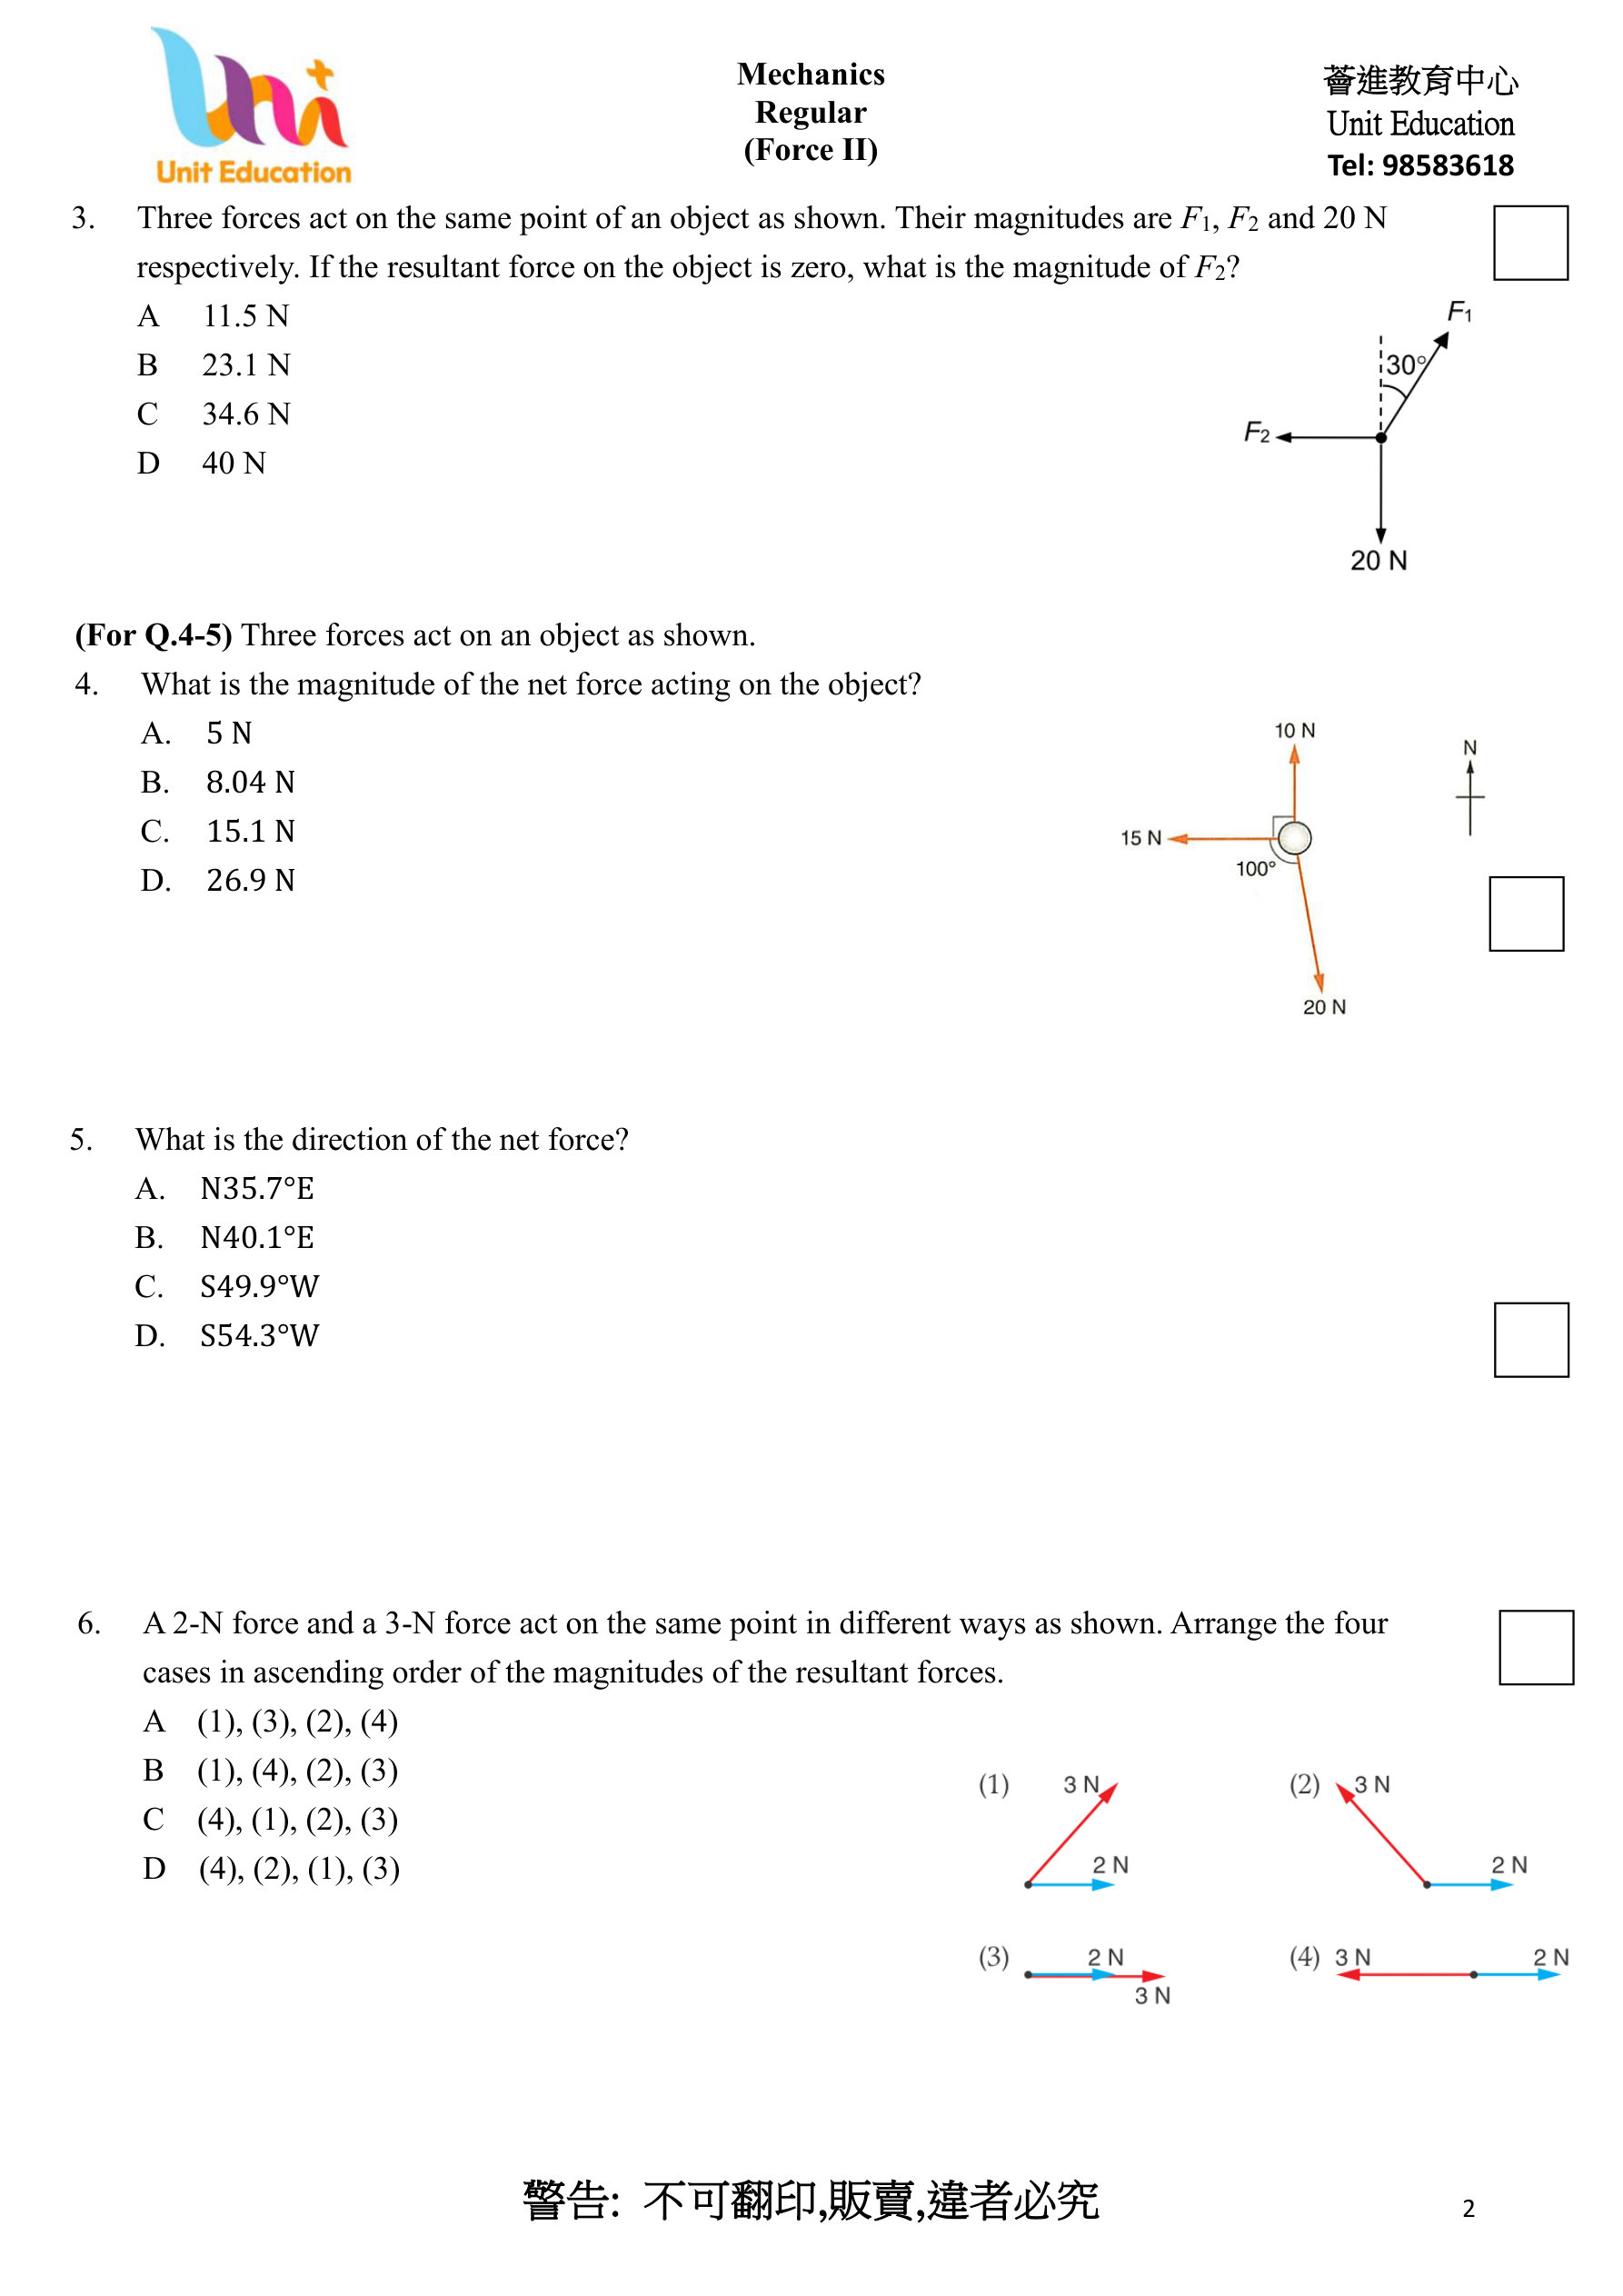 Uni+
Unit Education
Mechanics
Regular
(Force II)
薈進教育中心
Unit Education
Tel: 98583618
3. Three forces act on the same point of an object as shown. Their magnitudes are F₁, F₂ and 20 N
respectively. If the resultant force on the object is zero, what is the magnitude of F₂?
A 11.5 N
B 23.1 N
C 34.6 N
D 40 N
F₁
30°
F₂
20 N
(For Q.4-5) Three forces act on an object as shown.
4. What is the magnitude of the net force acting on the object?
A. 5 N
B. 8.04 N
C. 15.1 N
D. 26.9 N
10 N
N
15 N
100°
20 N
5. What is the direction of the net force?
A. N35.7°E
B. N40.1°E
C. S49.9°W
D. S54.3°W
6. A 2-N force and a 3-N force act on the same point in different ways as shown. Arrange the four
cases in ascending order of the magnitudes of the resultant forces.
A (1), (3), (2), (4)
B (1), (4), (2), (3)
C (4), (1), (2), (3)
D (4), (2), (1), (3)
(1) 3 N
2 N
(2) 3 N
2 N
(3) 2 N
3 N
(4) 3 N 2 N
警告: 不可翻印,販賣,違者必究
2